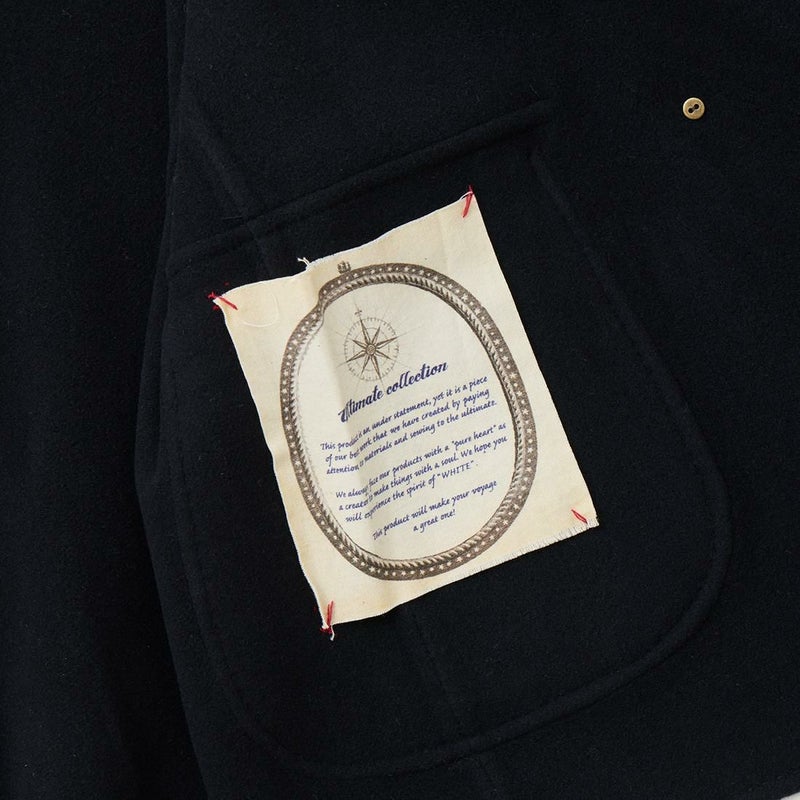 Ultimate collection
This product is an under statement, yet it is a piece
of our best work that we have created by paying
attention to materials and sewing to the ultimate.
We always face our products with a "pure heart" as
a creator to make things with a soul. We hope you
will experience the spirit of "WHITE".
This product will make your voyage
a great one!